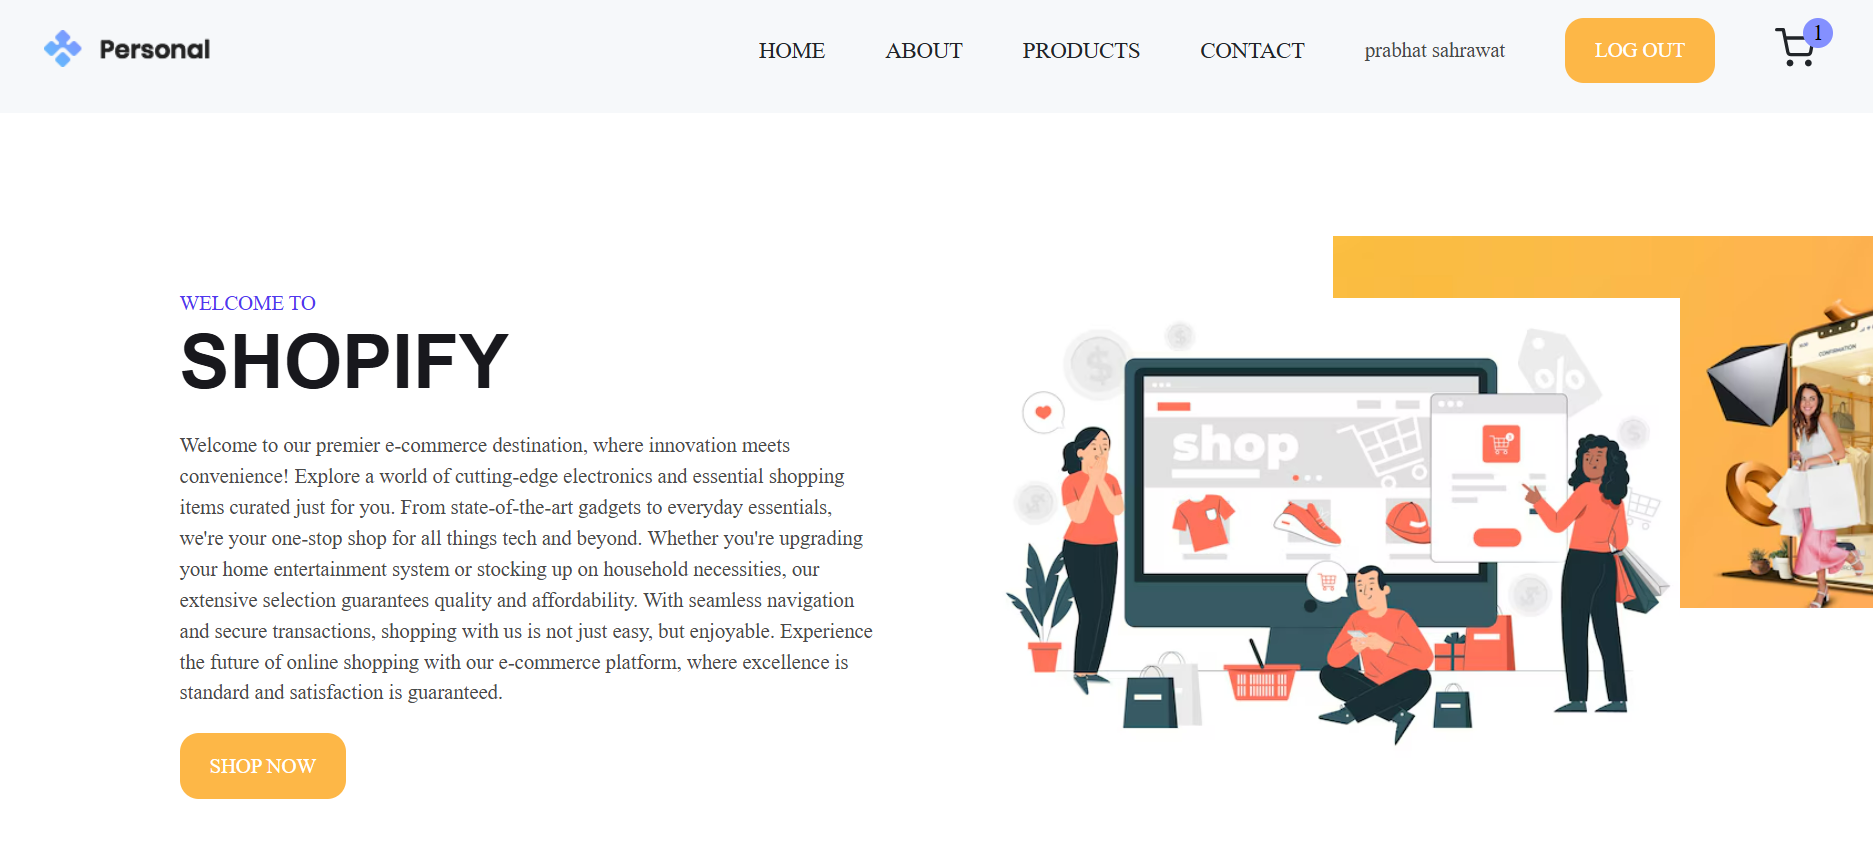 Personal
HOME ABOUT PRODUCTS CONTACT prabhat sahrawat LOG OUT 1
WELCOME TO
SHOPIFY
Welcome to our premier e-commerce destination, where innovation meets
convenience! Explore a world of cutting-edge electronics and essential shopping
items curated just for you. From state-of-the-art gadgets to everyday essentials,
we're your one-stop shop for all things tech and beyond. Whether you're upgrading
your home entertainment system or stocking up on household necessities, our
extensive selection guarantees quality and affordability. With seamless navigation
and secure transactions, shopping with us is not just easy, but enjoyable. Experience
the future of online shopping with our e-commerce platform, where excellence is
standard and satisfaction is guaranteed.
SHOP NOW
shop
%
$
$
CONFIRMATION